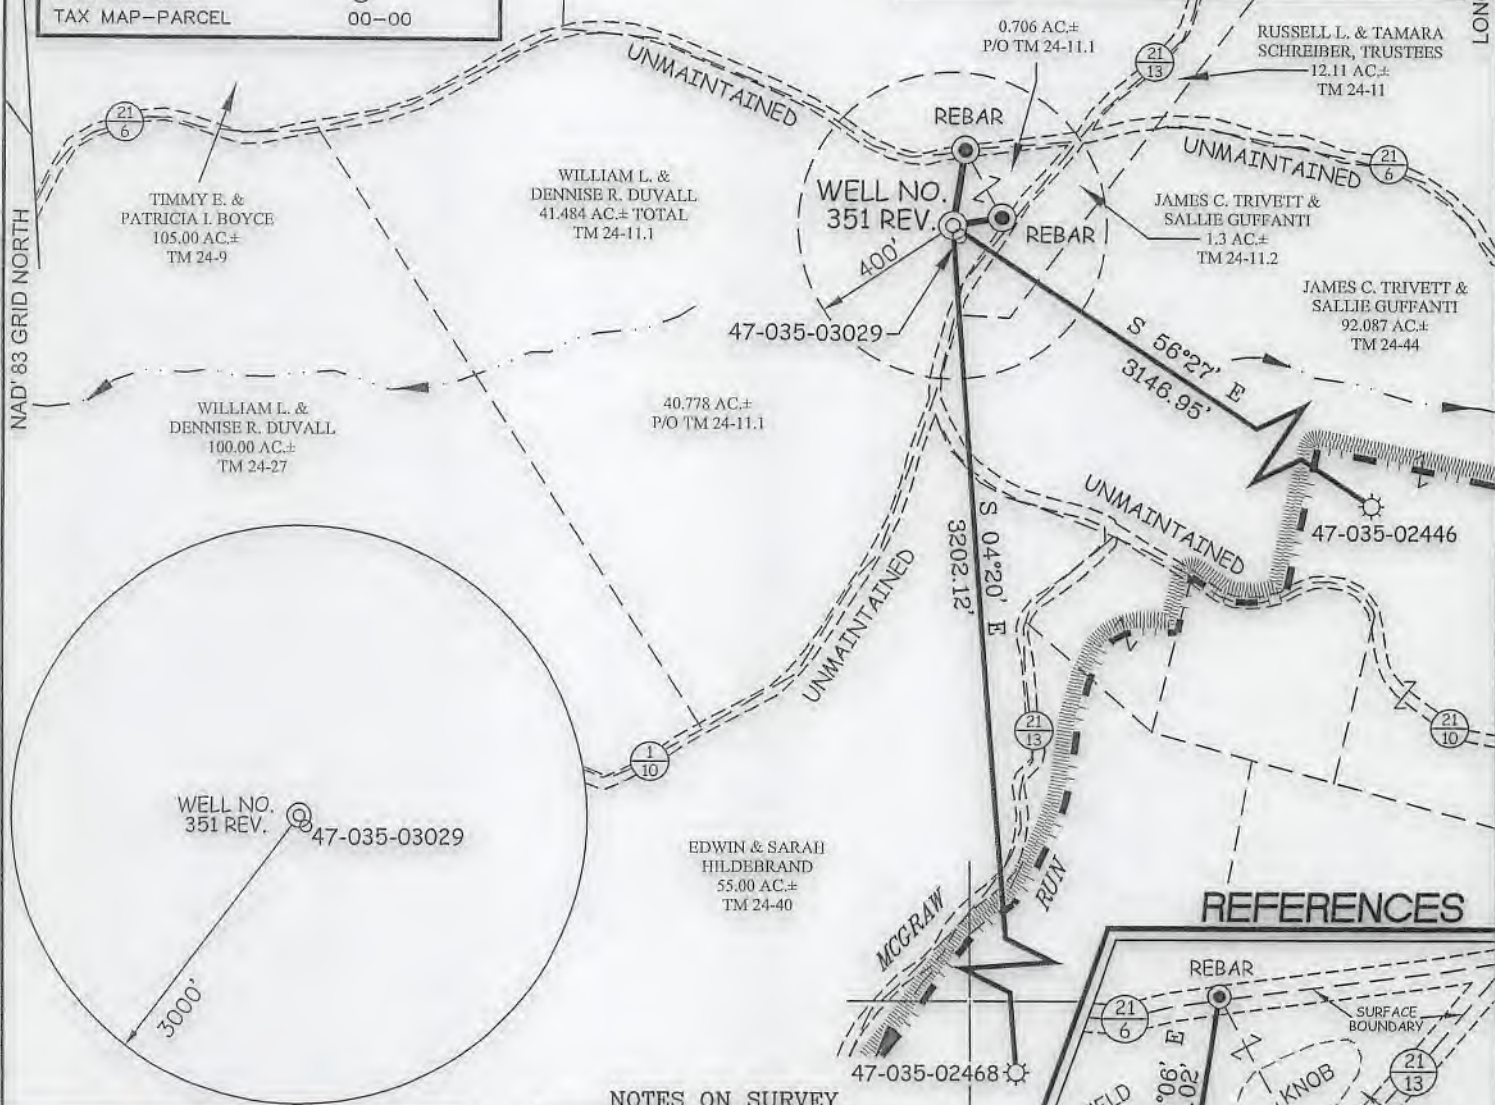 TAX MAP-PARCEL 00-00
0.706 AC.±
P/O TM 24-11.1
21
13
RUSSELL L. & TAMARA
SCHREIBER, TRUSTEES
12.11 AC.±
TM 24-11
LON
UNMAINTAINED
21
6
REBAR
UNMAINTAINED
21
6
TIMMY E. &
PATRICIA I. BOYCE
105.00 AC.±
TM 24-9
WILLIAM L. &
DENNISE R. DUVALL
41.484 AC.± TOTAL
TM 24-11.1
WELL NO.
351 REV.
REBAR
JAMES C. TRIVETT &
SALLIE GUFFANTI
1.3 AC.±
TM 24-11.2
NAD' 83 GRID NORTH
400'
47-035-03029
JAMES C. TRIVETT &
SALLIE GUFFANTI
92.087 AC.±
TM 24-44
S 56°27' E
3146.95'
WILLIAM L. &
DENNISE R. DUVALL
100.00 AC.±
TM 24-27
40.778 AC.±
P/O TM 24-11.1
UNMAINTAINED
47-035-02446
S 04°20' E
3202.12'
UNMAINTAINED
21
13
21
10
1
10
WELL NO.
351 REV.
47-035-03029
3000'
EDWIN & SARAH
HILDEBRAND
55.00 AC.±
TM 24-40
MCGRAW
RUN
REFERENCES
REBAR
21
6
SURFACE
BOUNDARY
21
13
KNOB
47-035-02468
NOTES ON SURVEY